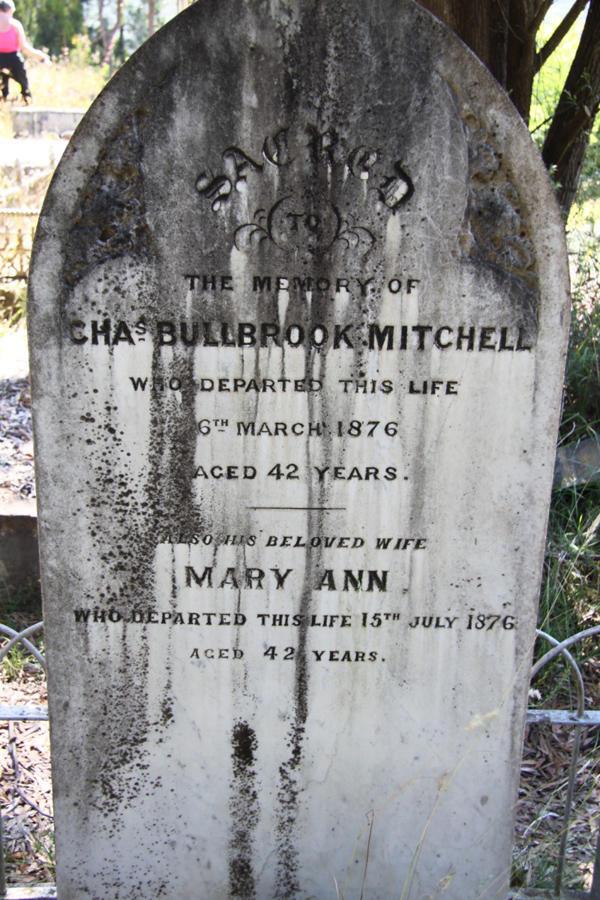 SACRED
TO
THE MEMORY OF
CHAS BULLBROOK MITCHELL
WHO DEPARTED THIS LIFE
6TH MARCH 1876
AGED 42 YEARS.
ALSO HIS BELOVED WIFE
MARY ANN
WHO DEPARTED THIS LIFE 15TH JULY 1876
AGED 42 YEARS.